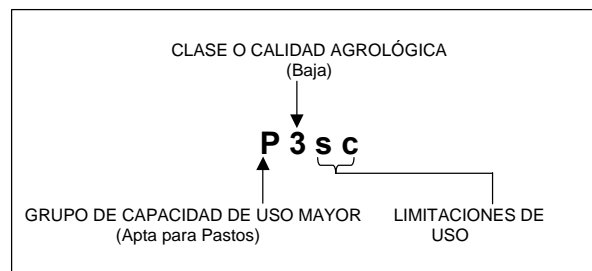 CLASE O CALIDAD AGROLÓGICA
(Baja)
P 3 s c
GRUPO DE CAPACIDAD DE USO MAYOR
(Apta para Pastos)
LIMITACIONES DE
USO